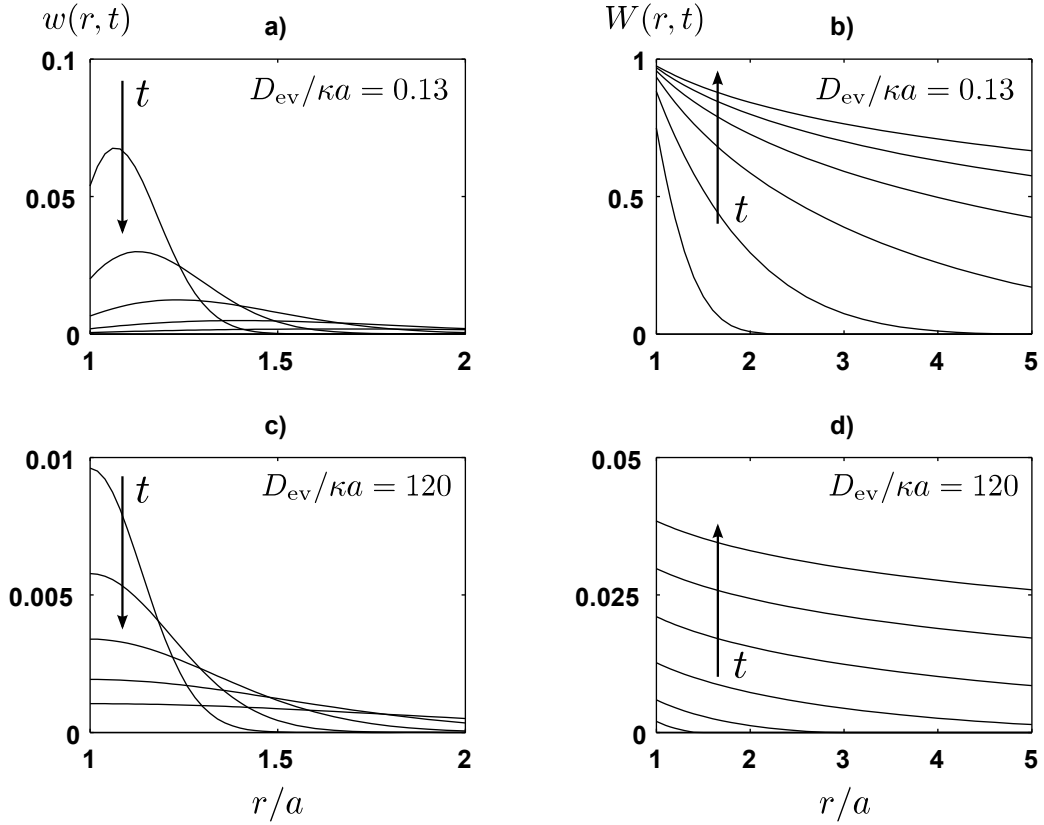 w(r, t)
a)
0.1
t
D_ev/κa = 0.13
0.05
0
1
1.5
2
W(r, t)
b)
1
D_ev/κa = 0.13
0.5
t
0
1
2
3
4
5
c)
0.01
t
D_ev/κa = 120
0.005
0
1
1.5
2
r/a
d)
0.05
D_ev/κa = 120
0.025
t
0
1
2
3
4
5
r/a